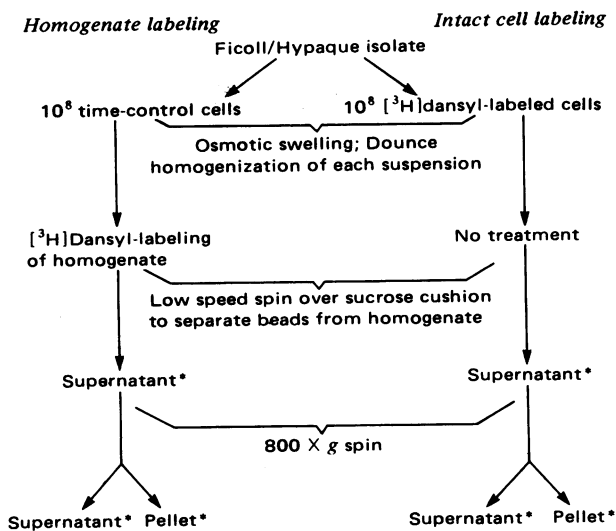 Homogenate labeling
Intact cell labeling
Ficoll/Hypaque isolate
10⁸ time-control cells
10⁸ [³H]dansyl-labeled cells
Osmotic swelling; Dounce
homogenization of each suspension
[³H]Dansyl-labeling
of homogenate
No treatment
Low speed spin over sucrose cushion
to separate beads from homogenate
Supernatant*
Supernatant*
800 X g spin
Supernatant* Pellet*
Supernatant* Pellet*